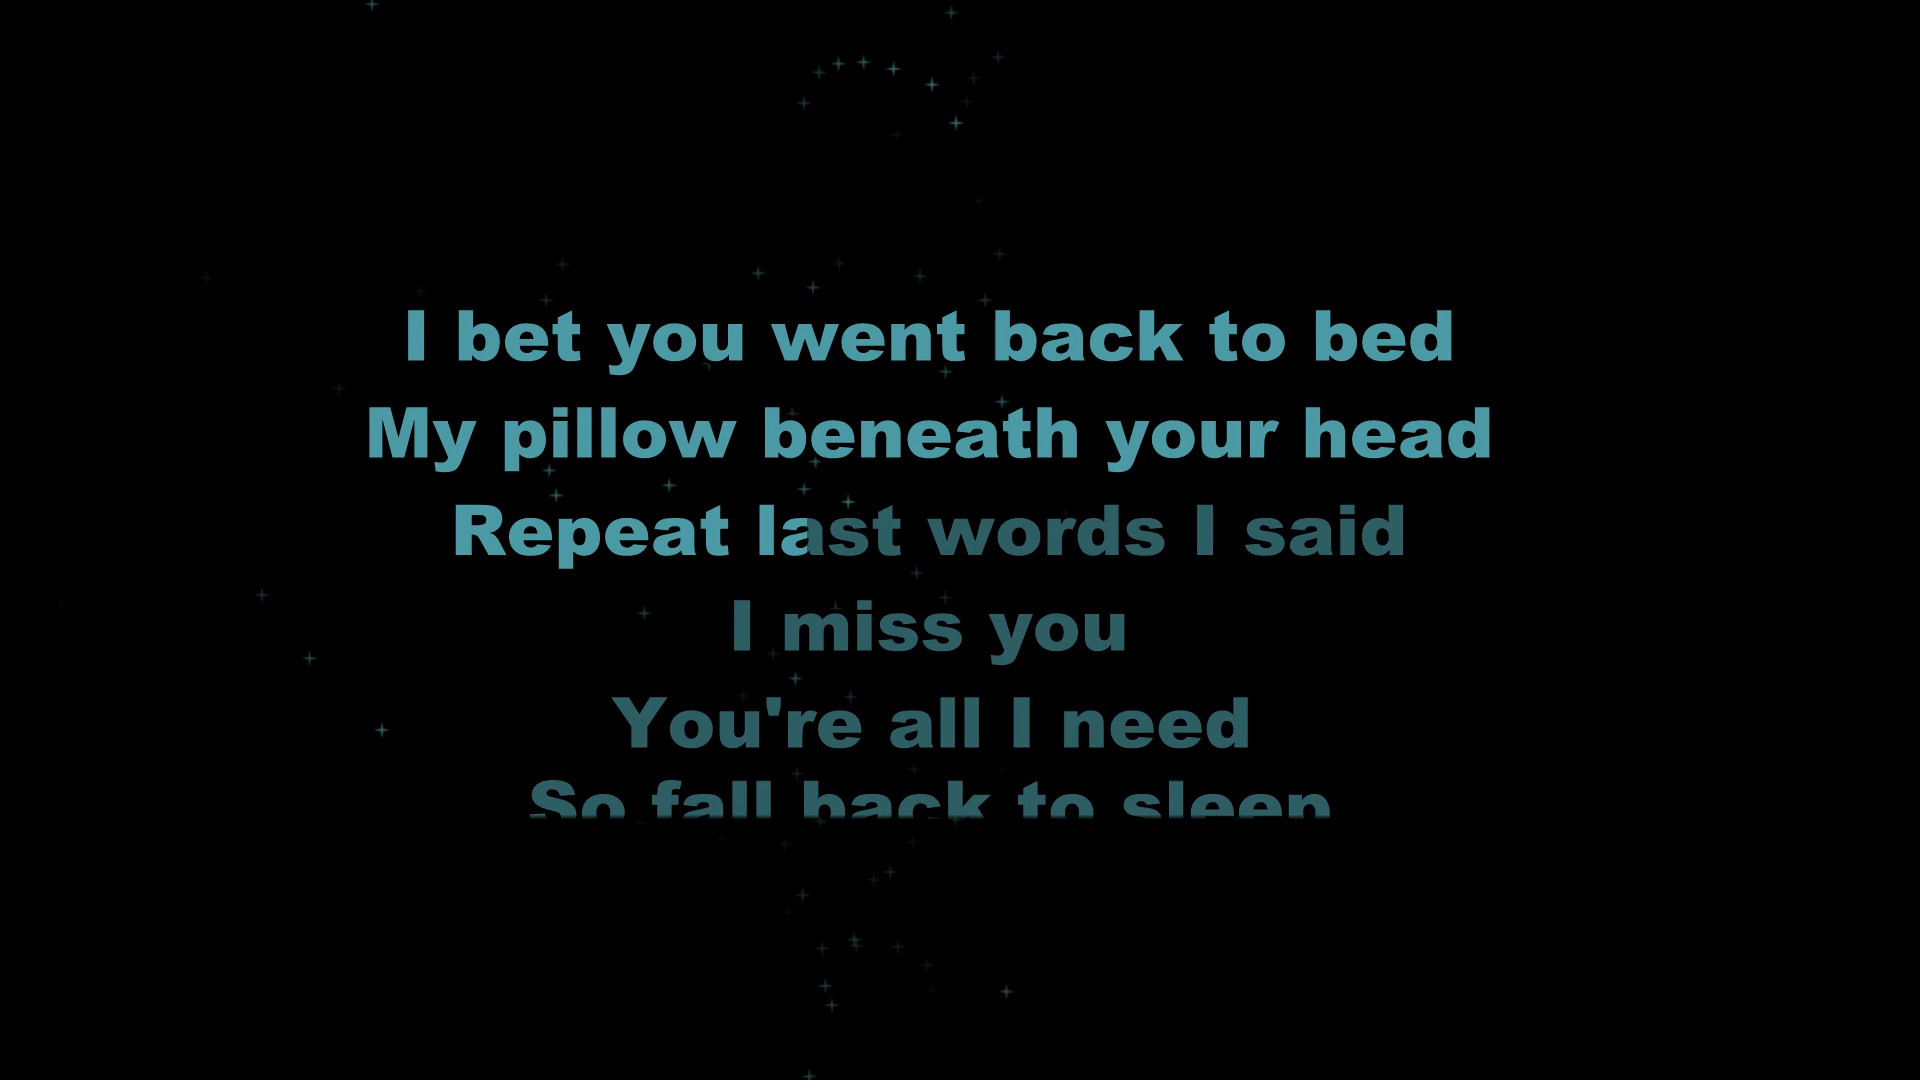 I bet you went back to bed
My pillow beneath your head
Repeat last words I said
I miss you
You're all I need
So fall back to sleep